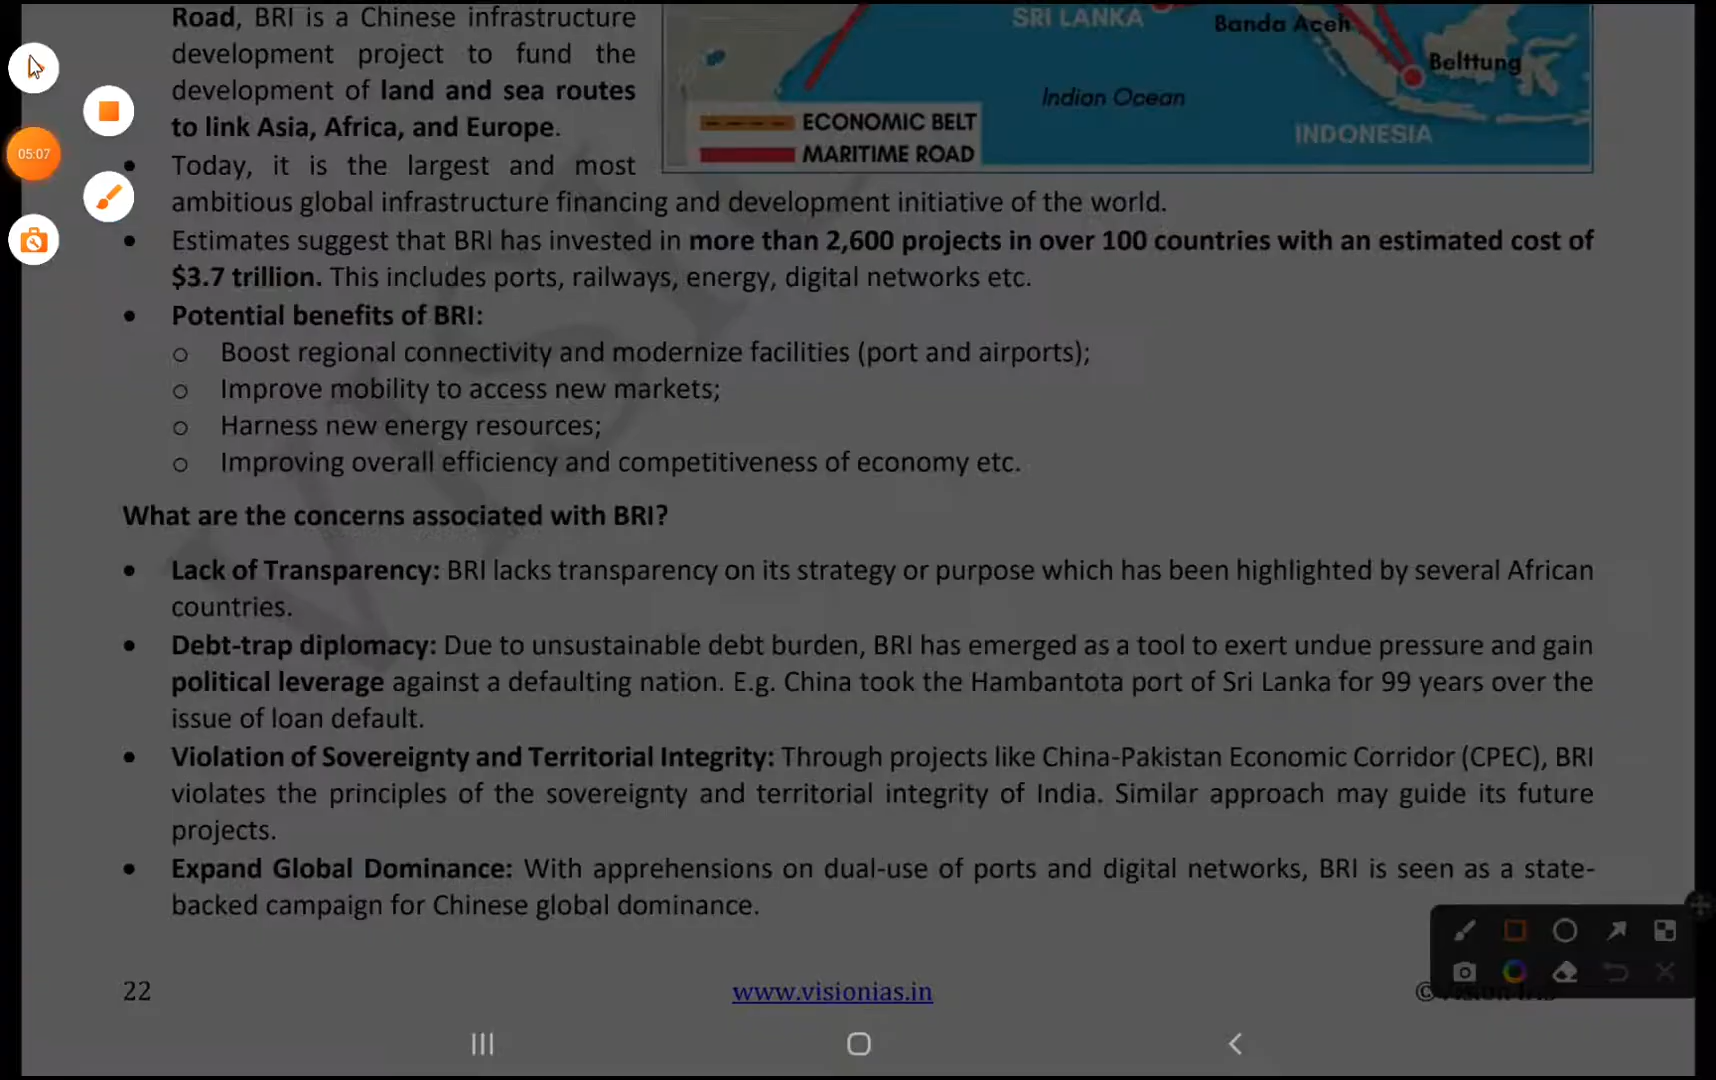 Road, BRI is a Chinese infrastructure
development project to fund the
development of land and sea routes
to link Asia, Africa, and Europe.
SRI LANKA
Banda Aceh
Belttung
Indian Ocean
INDONESIA
ECONOMIC BELT
MARITIME ROAD
05:07
• Today, it is the largest and most
ambitious global infrastructure financing and development initiative of the world.
• Estimates suggest that BRI has invested in more than 2,600 projects in over 100 countries with an estimated cost of
$3.7 trillion. This includes ports, railways, energy, digital networks etc.
• Potential benefits of BRI:
o Boost regional connectivity and modernize facilities (port and airports);
o Improve mobility to access new markets;
o Harness new energy resources;
o Improving overall efficiency and competitiveness of economy etc.
What are the concerns associated with BRI?
• Lack of Transparency: BRI lacks transparency on its strategy or purpose which has been highlighted by several African
countries.
• Debt-trap diplomacy: Due to unsustainable debt burden, BRI has emerged as a tool to exert undue pressure and gain
political leverage against a defaulting nation. E.g. China took the Hambantota port of Sri Lanka for 99 years over the
issue of loan default.
• Violation of Sovereignty and Territorial Integrity: Through projects like China-Pakistan Economic Corridor (CPEC), BRI
violates the principles of the sovereignty and territorial integrity of India. Similar approach may guide its future
projects.
• Expand Global Dominance: With apprehensions on dual-use of ports and digital networks, BRI is seen as a state-
backed campaign for Chinese global dominance.
22
www.visionias.in
©